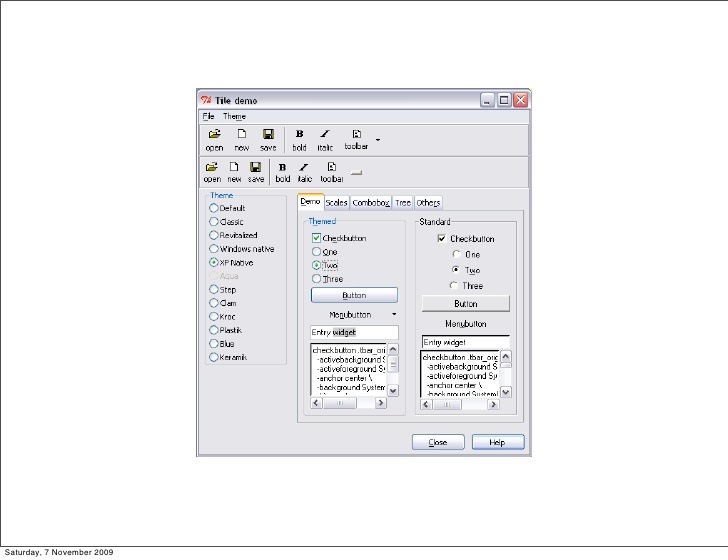 Tile demo
File Theme
open new save B bold I italic toolbar
open new save B bold I italic toolbar
Theme
Default
Classic
Revitalized
Windows native
XP Native
Aqua
Step
Clam
Kroc
Plastik
Blue
Keramik
Demo Scales Combobox Tree Others
Themed
Checkbutton
One
Two
Three
Button
Menubutton
Entry widget
checkbutton .tbar_orig
-activebackground S
-activeforeground Sy
-anchor center \
-background System
Standard
Checkbutton
One
Two
Three
Button
Menubutton
Entry widget
checkbutton .tbar_orig
-activebackground S
-activeforeground Sy
-anchor center \
-background System
Close Help
Saturday, 7 November 2009